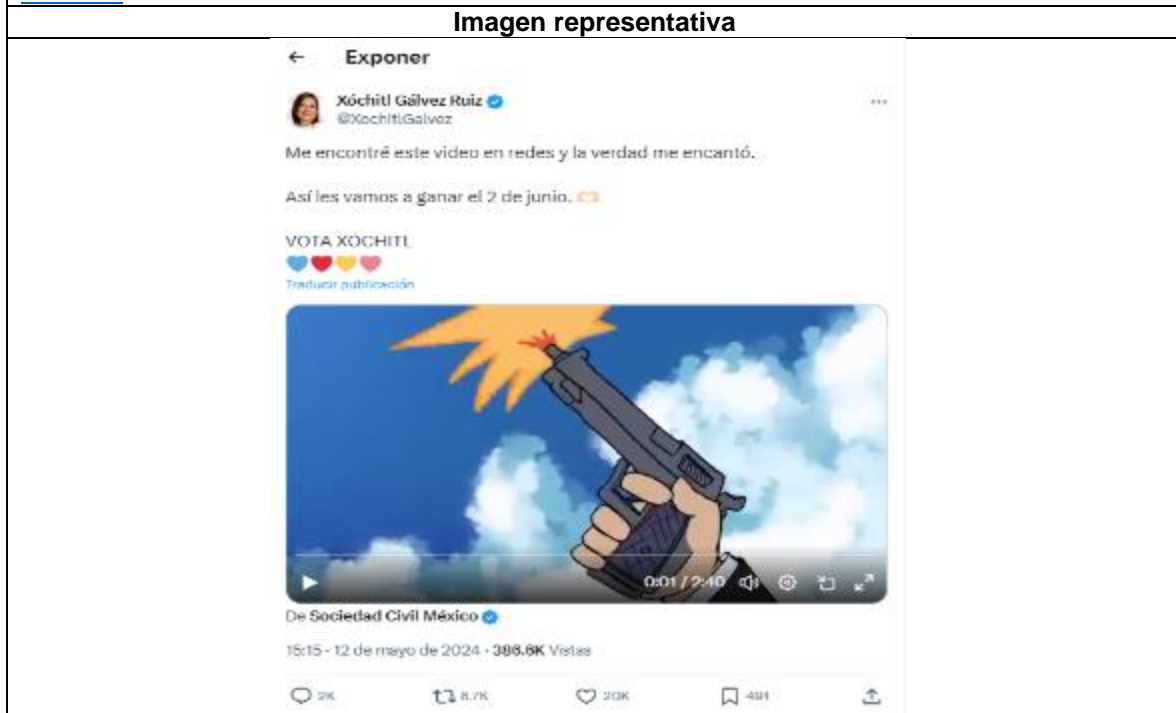 Imagen representativa
← Exponer
Xóchitl Gálvez Ruiz
@XochitlGalvez
Me encontré este video en redes y la verdad me encantó.
Así les vamos a ganar el 2 de junio.
VOTA XÓCHITL
Traducir publicación
0:01 / 2:40
De Sociedad Civil México
15:15 - 12 de mayo de 2024 · 386.6K Vistas
2K 8.7K 20K 491